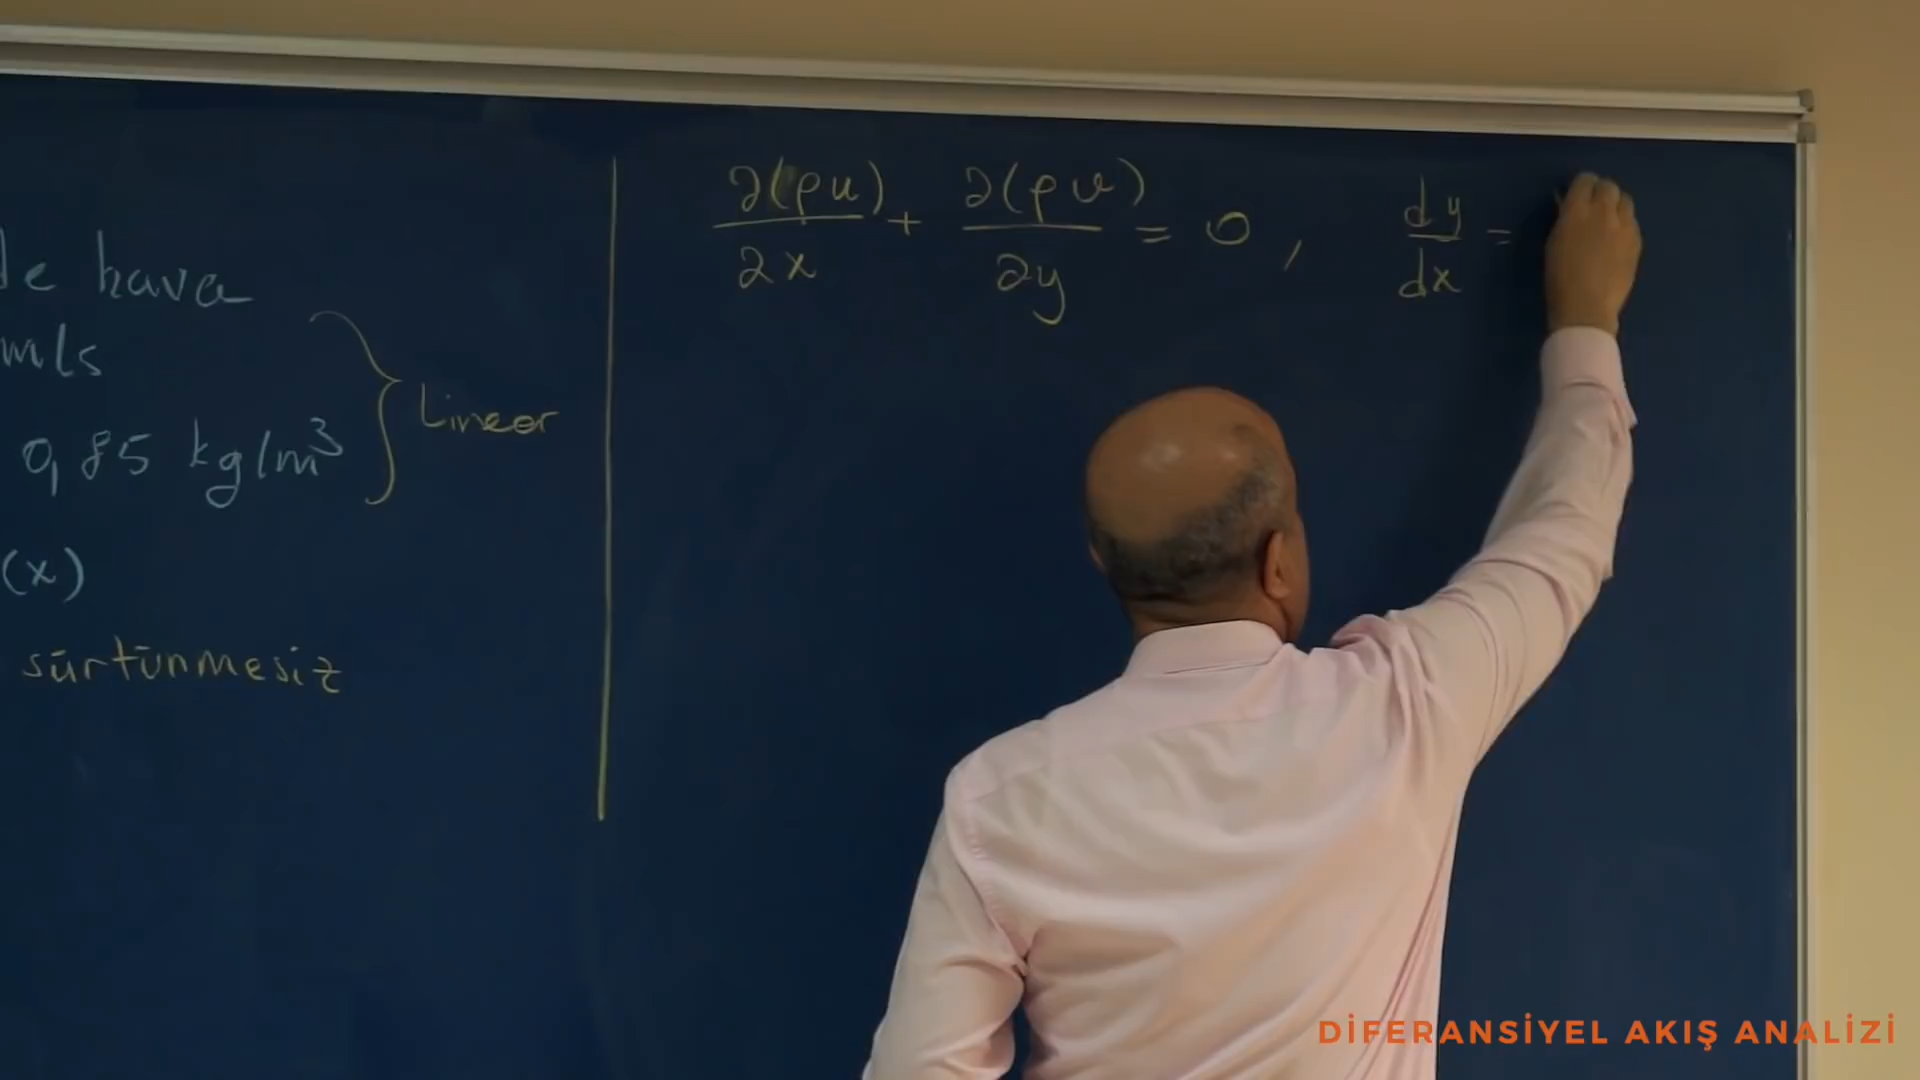 de hava
m/s
0,85 kg/m³
Lineer
(x)
sürtünmesiz
∂(ρu)/∂x + ∂(ρv)/∂y = 0, dy/dx =
DİFERANSİYEL AKIŞ ANALİZİ